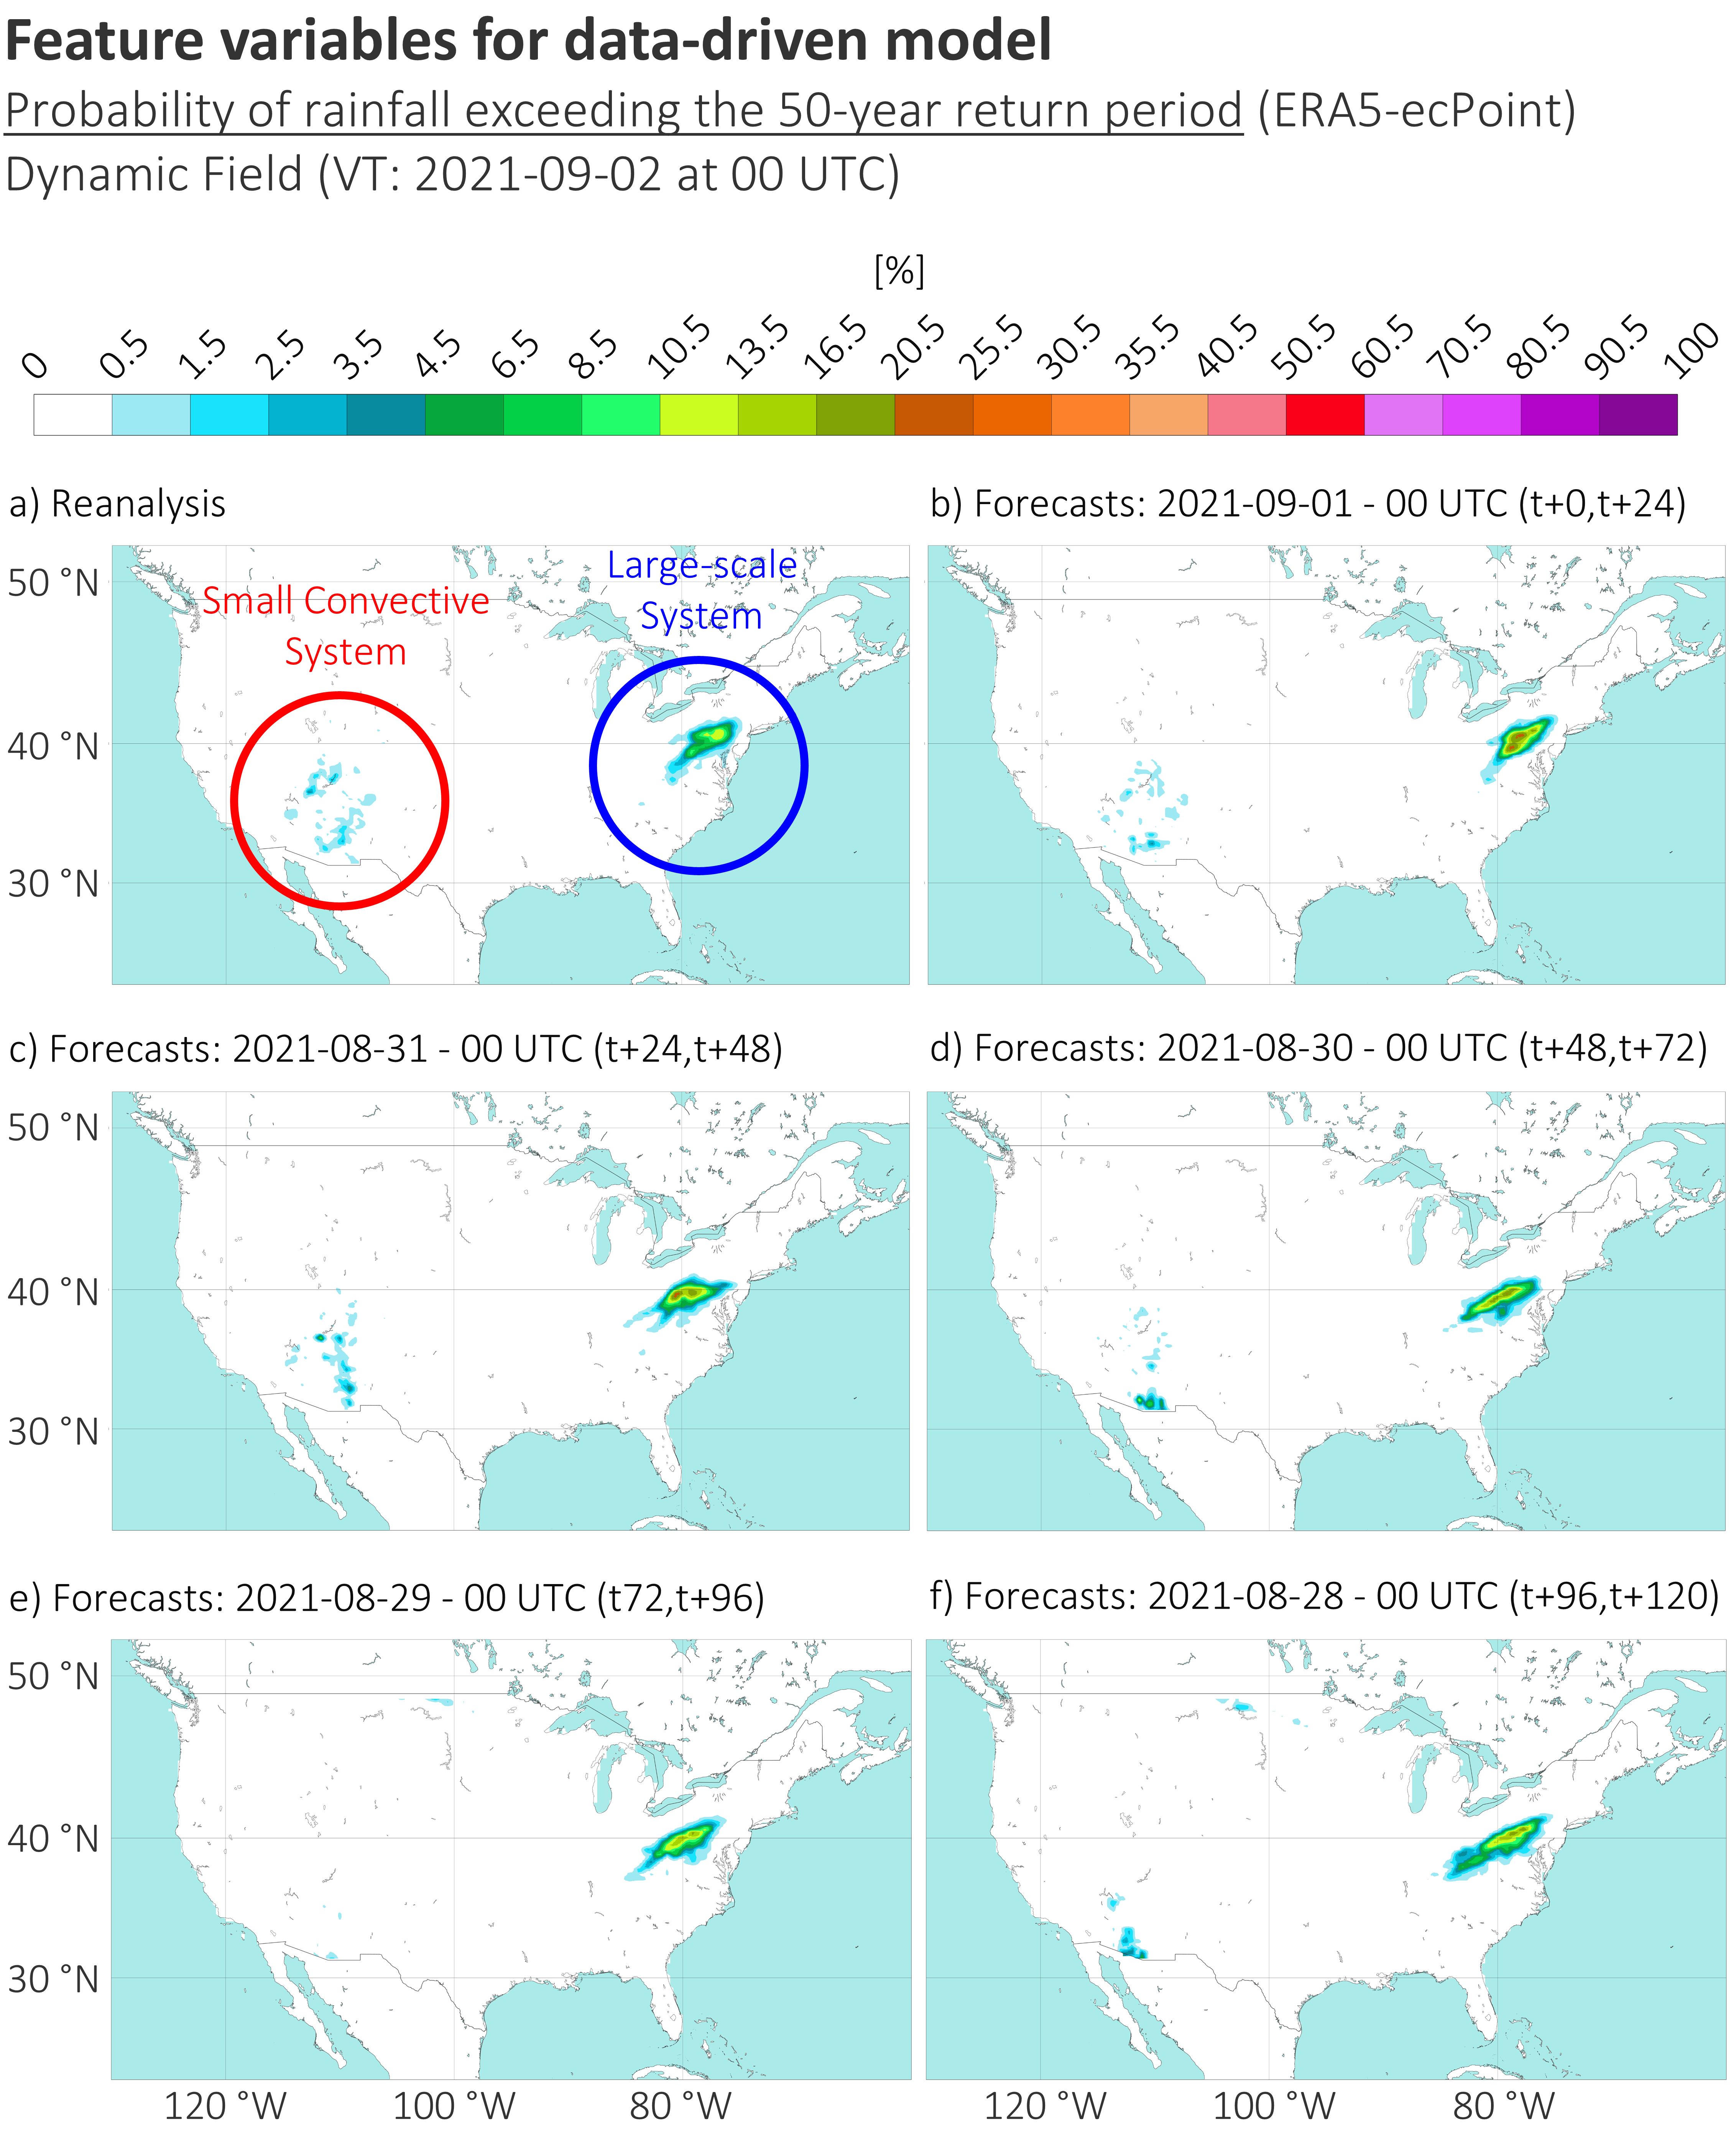 Feature variables for data-driven model
Probability of rainfall exceeding the 50-year return period (ERA5-ecPoint)
Dynamic Field (VT: 2021-09-02 at 00 UTC)
[%]
0 0.5 1.5 2.5 3.5 4.5 6.5 8.5 10.5 13.5 16.5 20.5 25.5 30.5 35.5 40.5 50.5 60.5 70.5 80.5 90.5 100
a) Reanalysis
b) Forecasts: 2021-09-01 - 00 UTC (t+0,t+24)
Large-scale
System
Small Convective
System
50 °N
40 °N
30 °N
c) Forecasts: 2021-08-31 - 00 UTC (t+24,t+48)
d) Forecasts: 2021-08-30 - 00 UTC (t+48,t+72)
50 °N
40 °N
30 °N
e) Forecasts: 2021-08-29 - 00 UTC (t72,t+96)
f) Forecasts: 2021-08-28 - 00 UTC (t+96,t+120)
50 °N
40 °N
30 °N
120 °W 100 °W 80 °W 120 °W 100 °W 80 °W